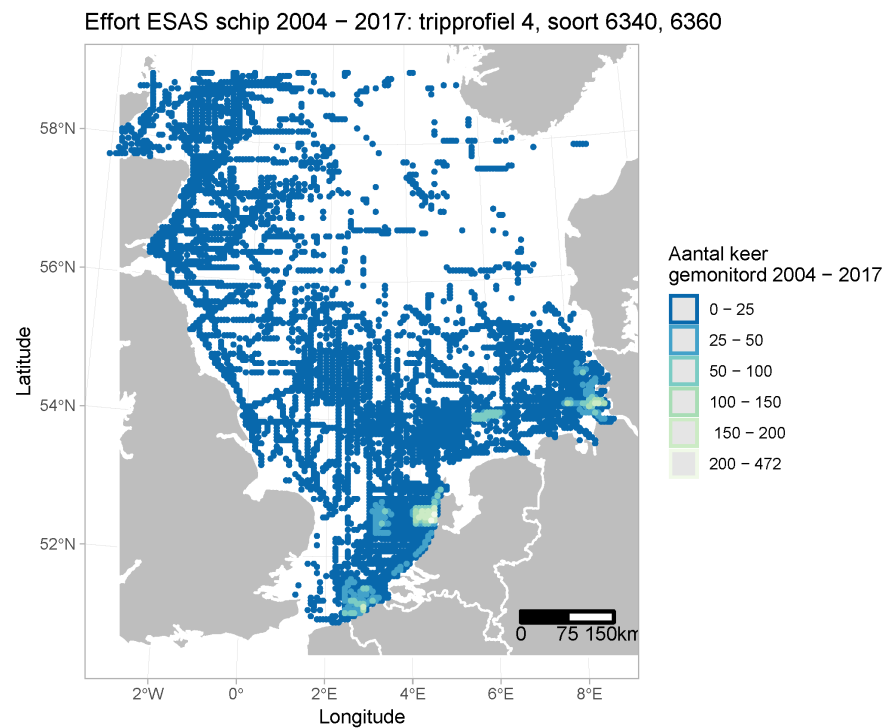 Effort ESAS schip 2004 − 2017: tripprofiel 4, soort 6340, 6360
58°N
56°N
54°N
52°N
Latitude
2°W
0°
2°E
4°E
6°E
8°E
Longitude
0
75
150km
Aantal keer
gemonitord 2004 − 2017
0 − 25
25 − 50
50 − 100
100 − 150
150 − 200
200 − 472